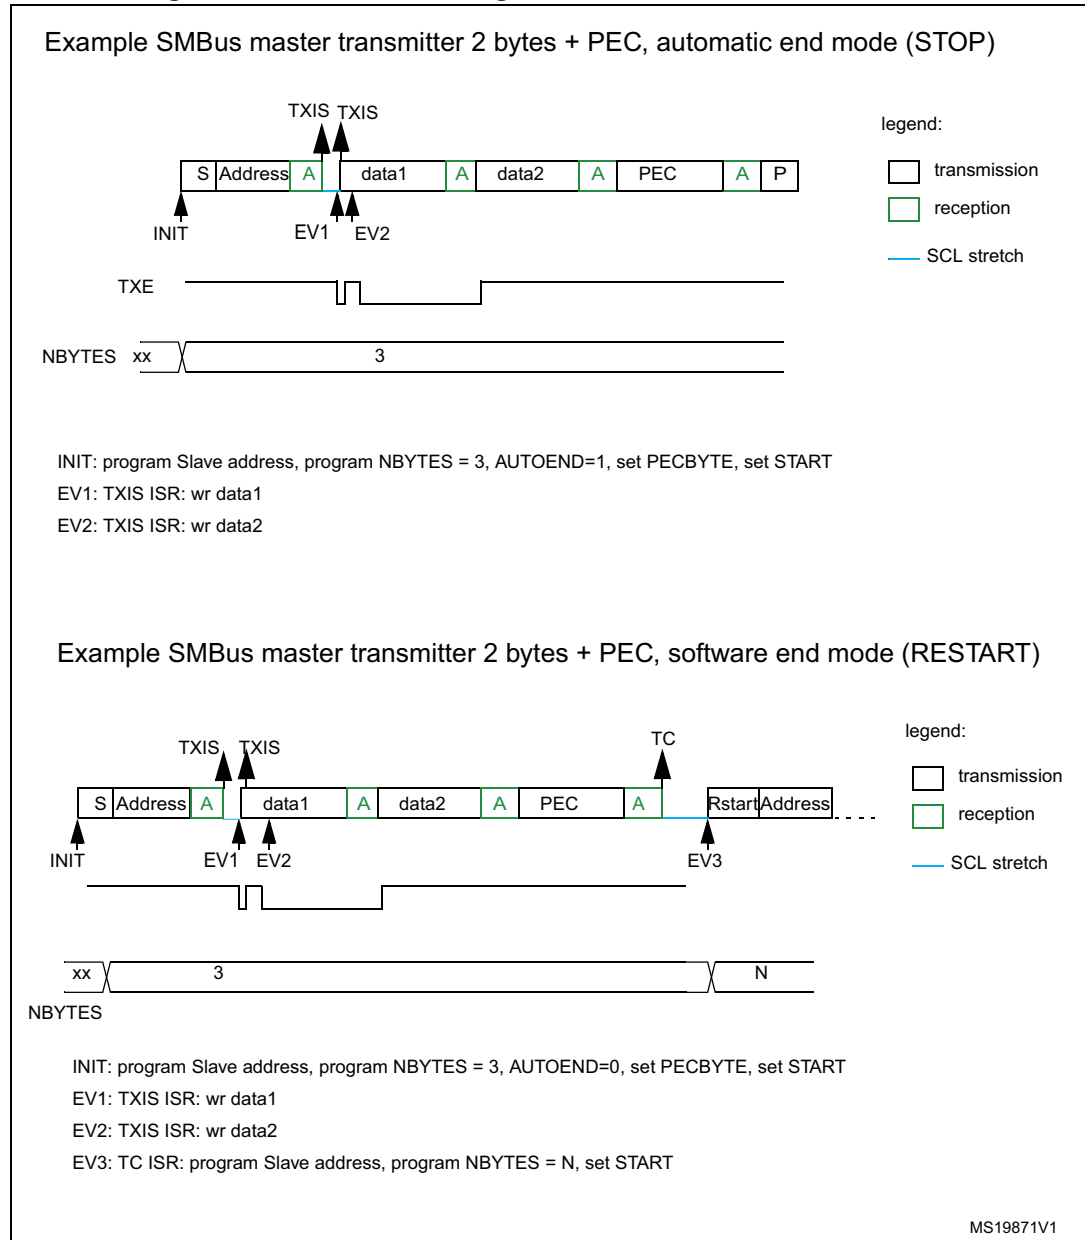 Example SMBus master transmitter 2 bytes + PEC, automatic end mode (STOP)
TXIS TXIS
legend:
S Address A data1 A data2 A PEC A P
transmission
reception
INIT EV1 EV2
SCL stretch
TXE
NBYTES xx 3
INIT: program Slave address, program NBYTES = 3, AUTOEND=1, set PECBYTE, set START
EV1: TXIS ISR: wr data1
EV2: TXIS ISR: wr data2
Example SMBus master transmitter 2 bytes + PEC, software end mode (RESTART)
TXIS TXIS TC
legend:
S Address A data1 A data2 A PEC A Rstart Address
transmission
reception
INIT EV1 EV2 EV3
SCL stretch
xx 3 N
NBYTES
INIT: program Slave address, program NBYTES = 3, AUTOEND=0, set PECBYTE, set START
EV1: TXIS ISR: wr data1
EV2: TXIS ISR: wr data2
EV3: TC ISR: program Slave address, program NBYTES = N, set START
MS19871V1